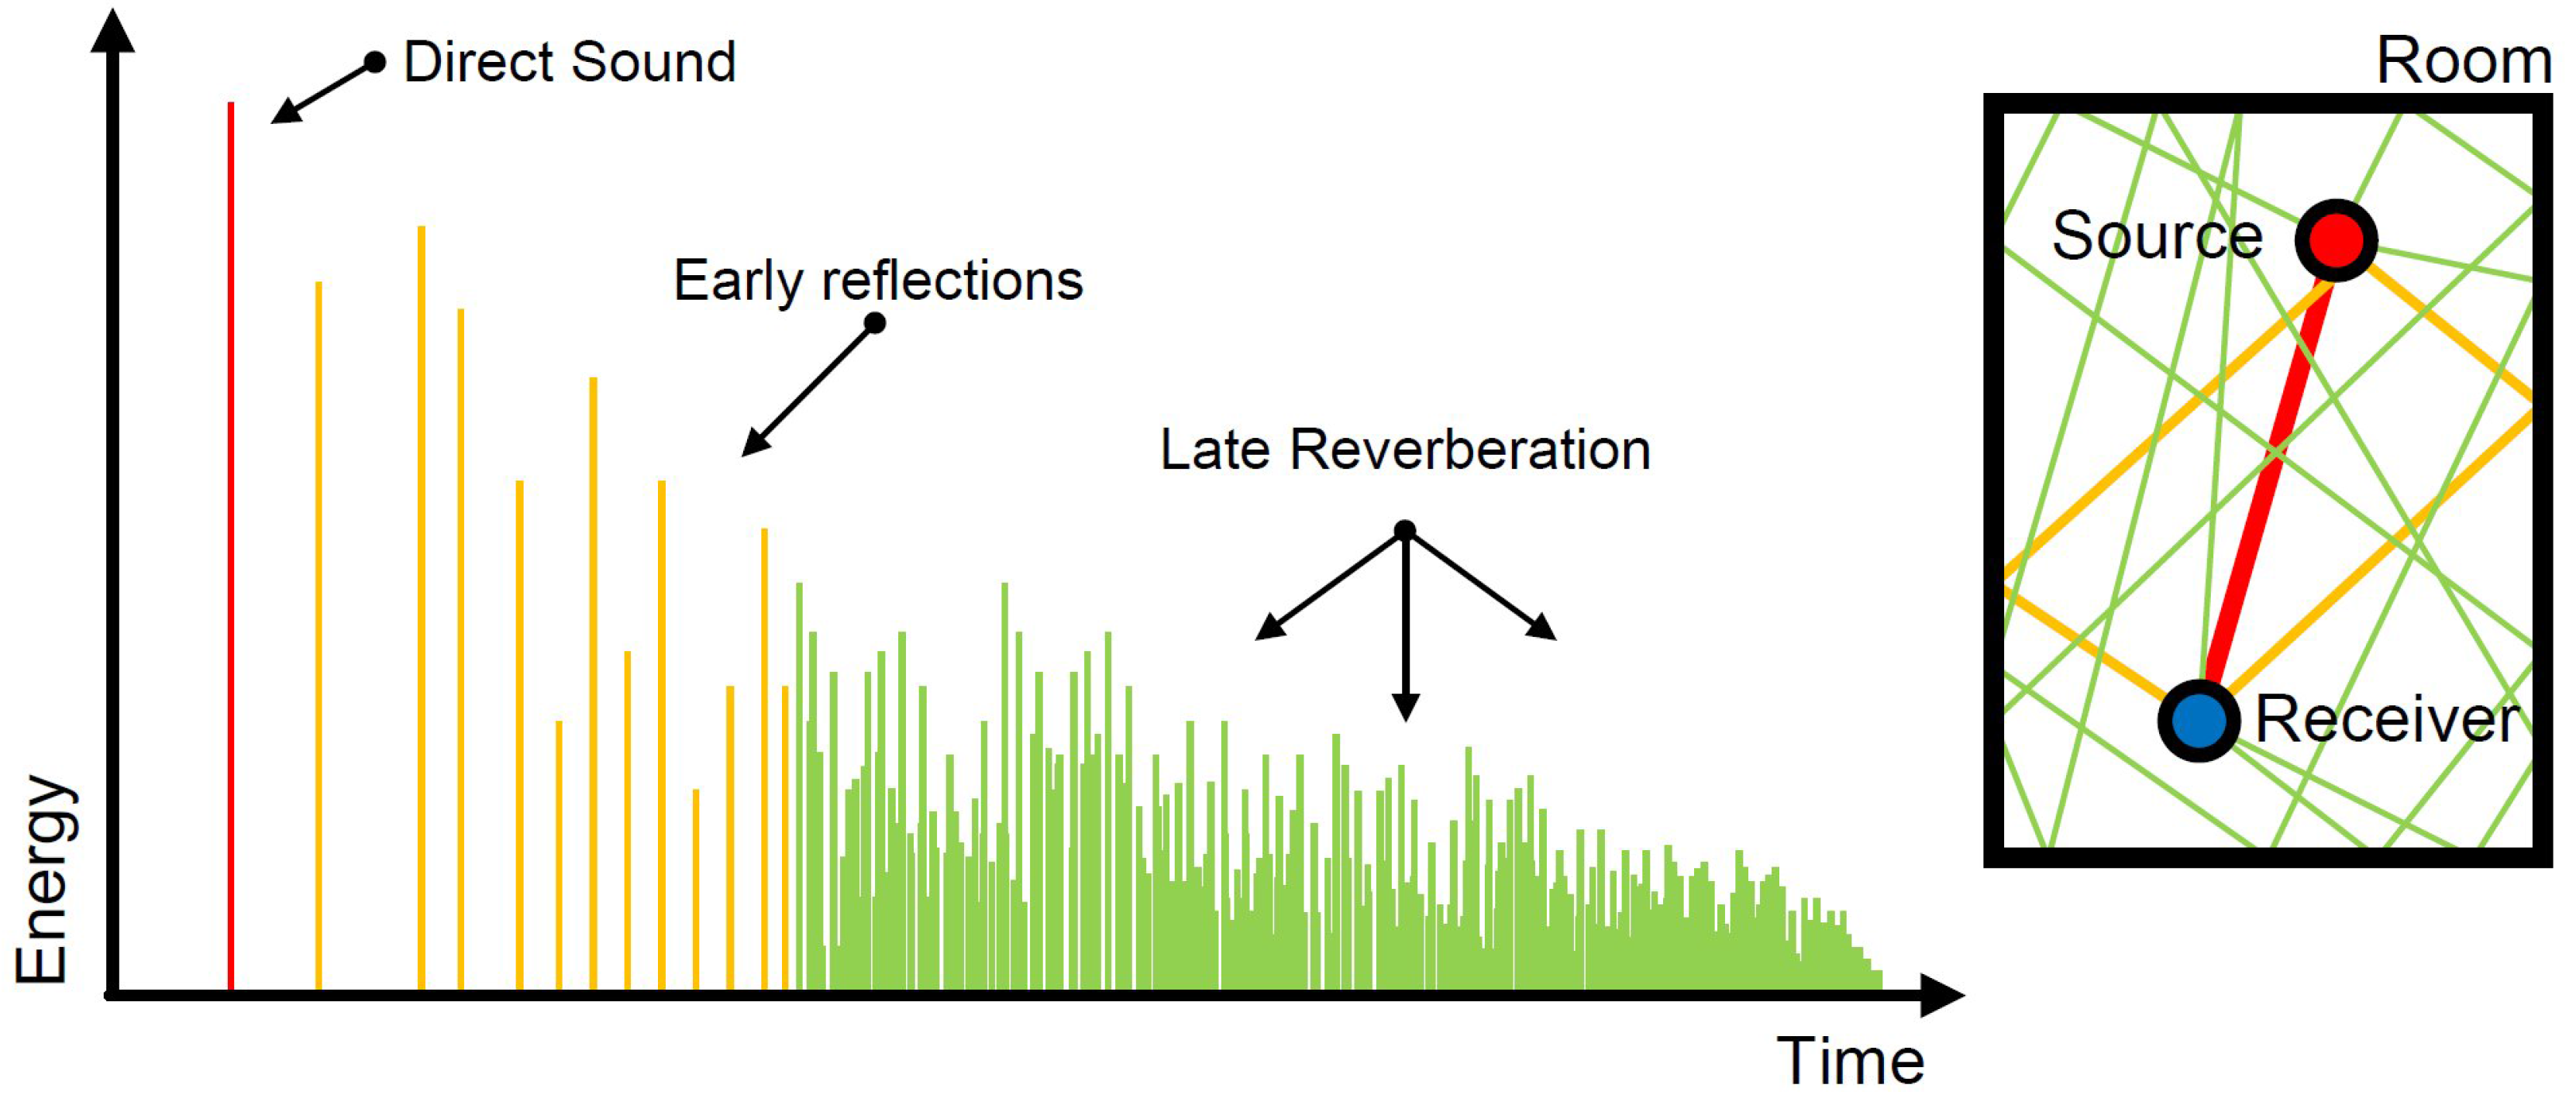 Direct Sound
Room
Source
Early reflections
Late Reverberation
Receiver
Energy
Time